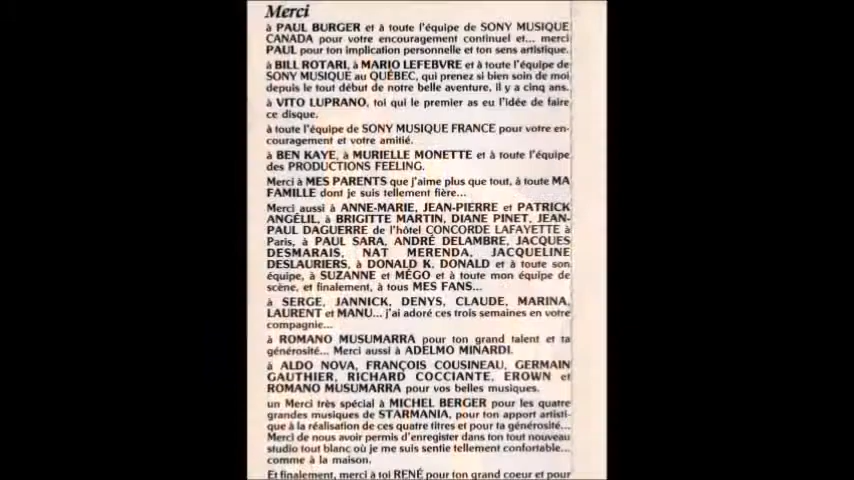 Merci
à PAUL BURGER et à toute l'équipe de SONY MUSIQUE
CANADA pour votre encouragement continuel et... merci
PAUL pour ton implication personnelle et ton sens artistique.
à BILL ROTARI, à MARIO LEFEBVRE et à toute l'équipe de
SONY MUSIQUE au QUÉBEC, qui prenez si bien soin de moi
depuis le tout début de notre belle aventure, il y a cinq ans.
à VITO LUPRANO, toi qui le premier as eu l'idée de faire
ce disque.
à toute l'équipe de SONY MUSIQUE FRANCE pour votre en-
couragement et votre amitié.
à BEN KAYE, à MURIELLE MONETTE et à toute l'équipe
des PRODUCTIONS FEELING.
Merci à MES PARENTS que j'aime plus que tout, à toute MA
FAMILLE dont je suis tellement fière...
Merci aussi à ANNE-MARIE, JEAN-PIERRE et PATRICK
ANGÉLIL, à BRIGITTE MARTIN, DIANE PINET, JEAN-
PAUL DAGUERRE de l'hôtel CONCORDE LAFAYETTE à
Paris, à PAUL SARA, ANDRÉ DELAMBRE, JACQUES
DESMARAIS, NAT MERENDA, JACQUELINE
DESLAURIERS, à DONALD K. DONALD et à toute son
équipe, à SUZANNE et MÉGO et à toute mon équipe de
scène, et finalement, à tous MES FANS...
à SERGE, JANNICK, DENYS, CLAUDE, MARINA,
LAURENT et MANU... j'ai adoré ces trois semaines en votre
compagnie...
à ROMANO MUSUMARRA pour ton grand talent et ta
générosité... Merci aussi à ADELMO MINARDI.
à ALDO NOVA, FRANÇOIS COUSINEAU, GERMAIN
GAUTHIER, RICHARD COCCIANTE, EROWN et
ROMANO MUSUMARRA pour vos belles musiques.
un Merci très spécial à MICHEL BERGER pour les quatre
grandes musiques de STARMANIA, pour ton apport artisti-
que à la réalisation de ces quatre titres et pour ta générosité...
Merci de nous avoir permis d'enregister dans ton tout nouveau
studio tout blanc où je me suis sentie tellement confortable...
comme à la maison.
Et finalement, merci à toi RENÉ pour ton grand coeur et pour